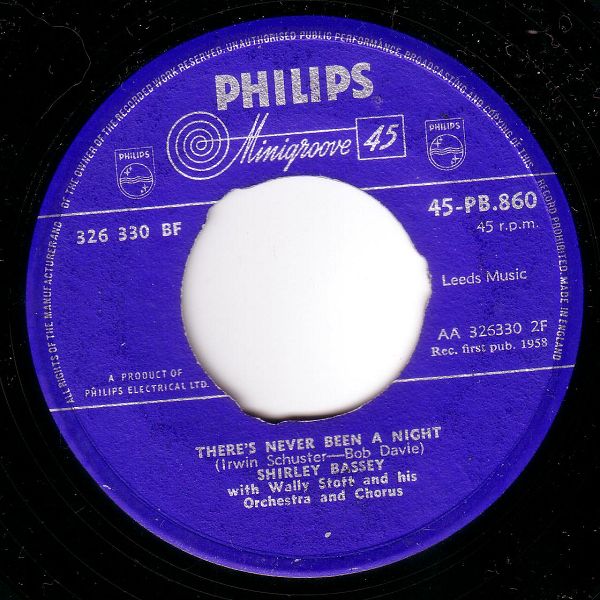 ALL RIGHTS OF THE MANUFACTURER AND OF THE OWNER OF THE RECORDED WORK RESERVED. UNAUTHORISED PUBLIC PERFORMANCE, BROADCASTING AND COPYING OF THIS RECORD PROHIBITED. MADE IN ENGLAND
PHILIPS
Minigroove 45
PHILIPS
PHILIPS
326 330 BF
45-PB.860
45 r.p.m.
Leeds Music
AA 326330 2F
Rec. first pub. 1958
A PRODUCT OF
PHILIPS ELECTRICAL LTD.
THERE'S NEVER BEEN A NIGHT
(Irwin Schuster—Bob Davie)
SHIRLEY BASSEY
with Wally Stott and his
Orchestra and Chorus